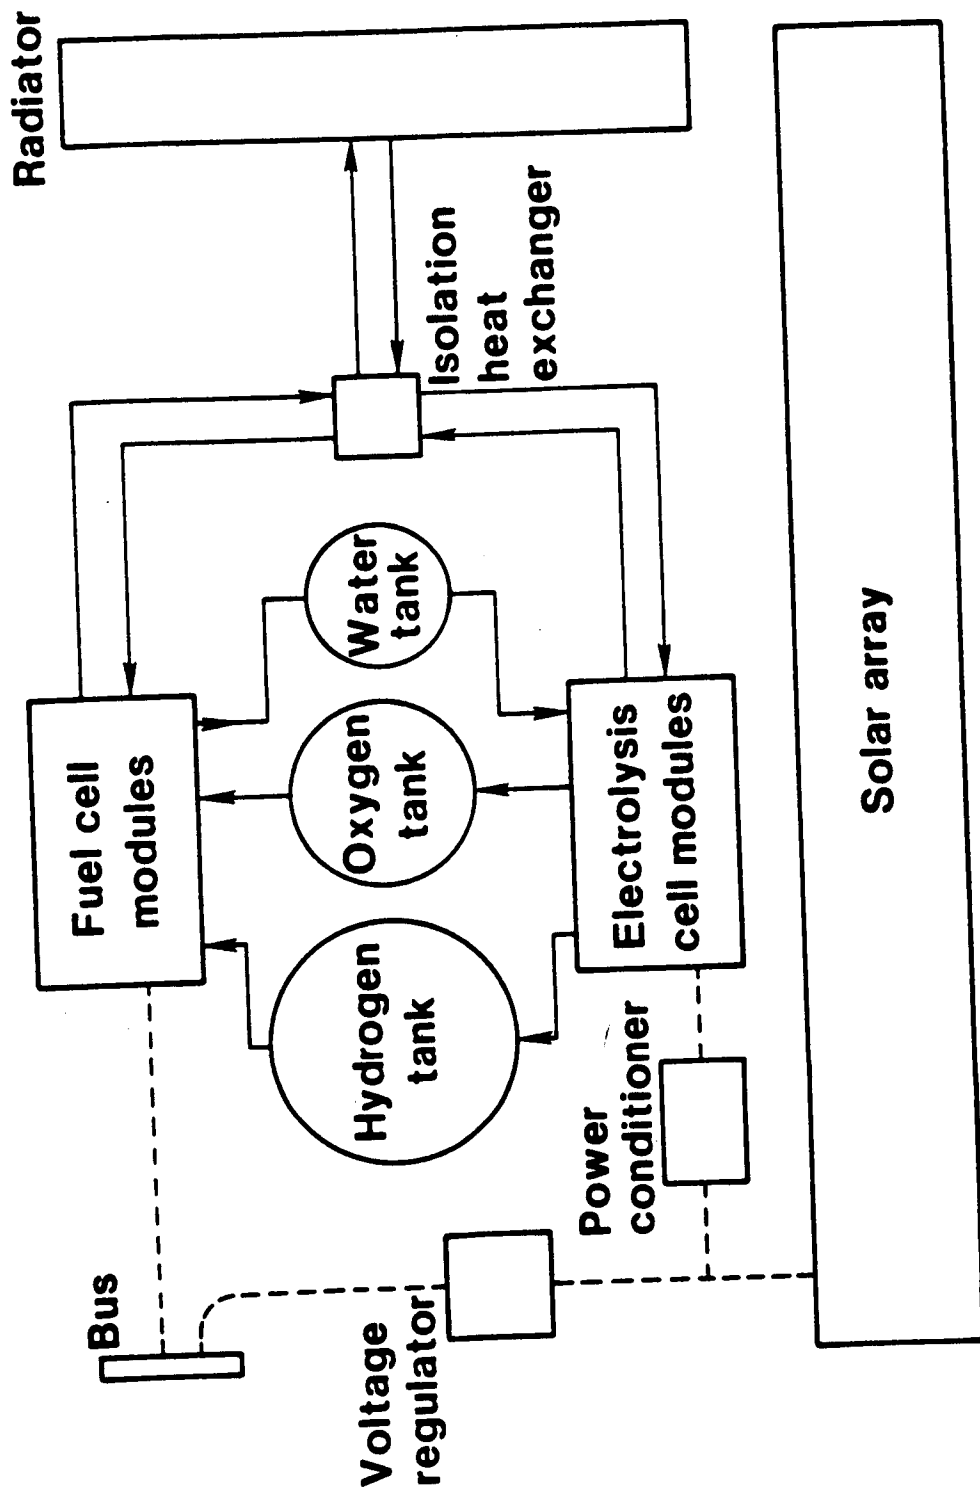 Radiator
Isolation
heat
exchanger
Fuel cell
modules
Water
tank
Oxygen
tank
Hydrogen
tank
Electrolysis
cell modules
Power
conditioner
Bus
Voltage
regulator
Solar array